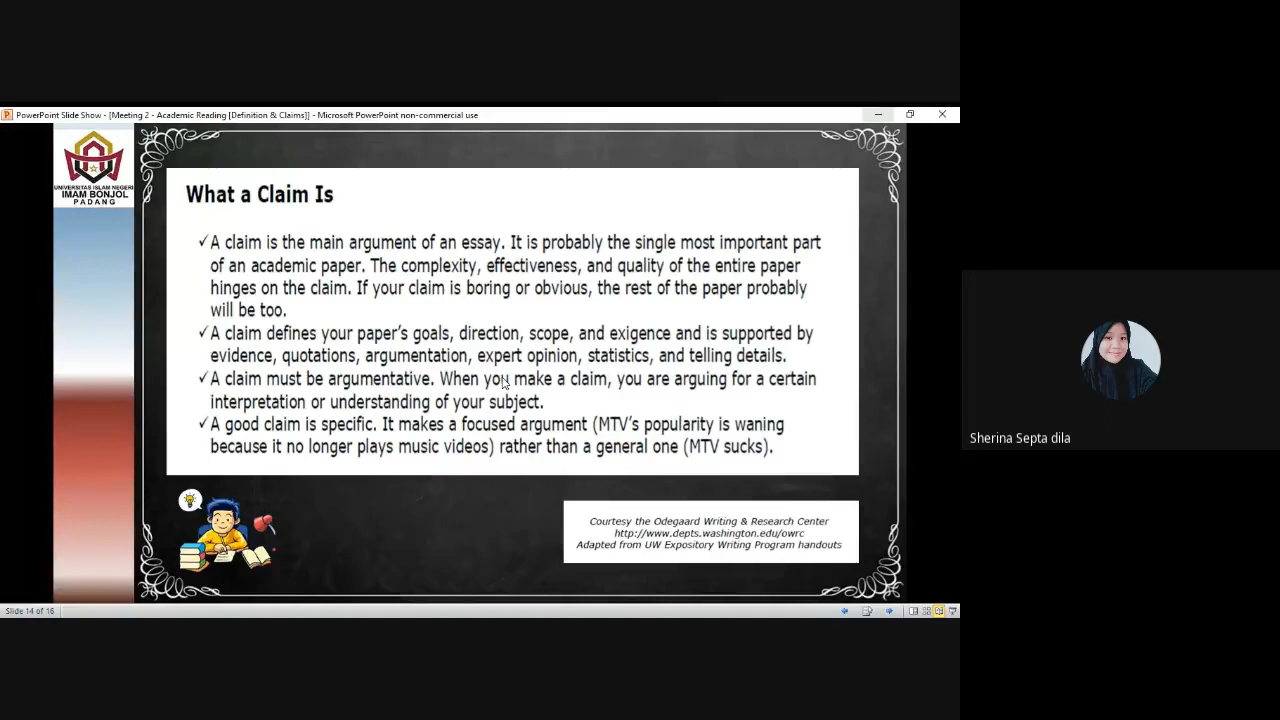 PowerPoint Slide Show - [Meeting 2 - Academic Reading [Definition & Claims]] - Microsoft PowerPoint non-commercial use
UNIVERSITAS ISLAM NEGERI
IMAM BONJOL
PADANG
What a Claim Is
✓A claim is the main argument of an essay. It is probably the single most important part
of an academic paper. The complexity, effectiveness, and quality of the entire paper
hinges on the claim. If your claim is boring or obvious, the rest of the paper probably
will be too.
✓A claim defines your paper's goals, direction, scope, and exigence and is supported by
evidence, quotations, argumentation, expert opinion, statistics, and telling details.
✓A claim must be argumentative. When you make a claim, you are arguing for a certain
interpretation or understanding of your subject.
✓A good claim is specific. It makes a focused argument (MTV's popularity is waning
because it no longer plays music videos) rather than a general one (MTV sucks).
Courtesy the Odegaard Writing & Research Center
http://www.depts.washington.edu/owrc
Adapted from UW Expository Writing Program handouts
Slide 14 of 16
Sherina Septa dila